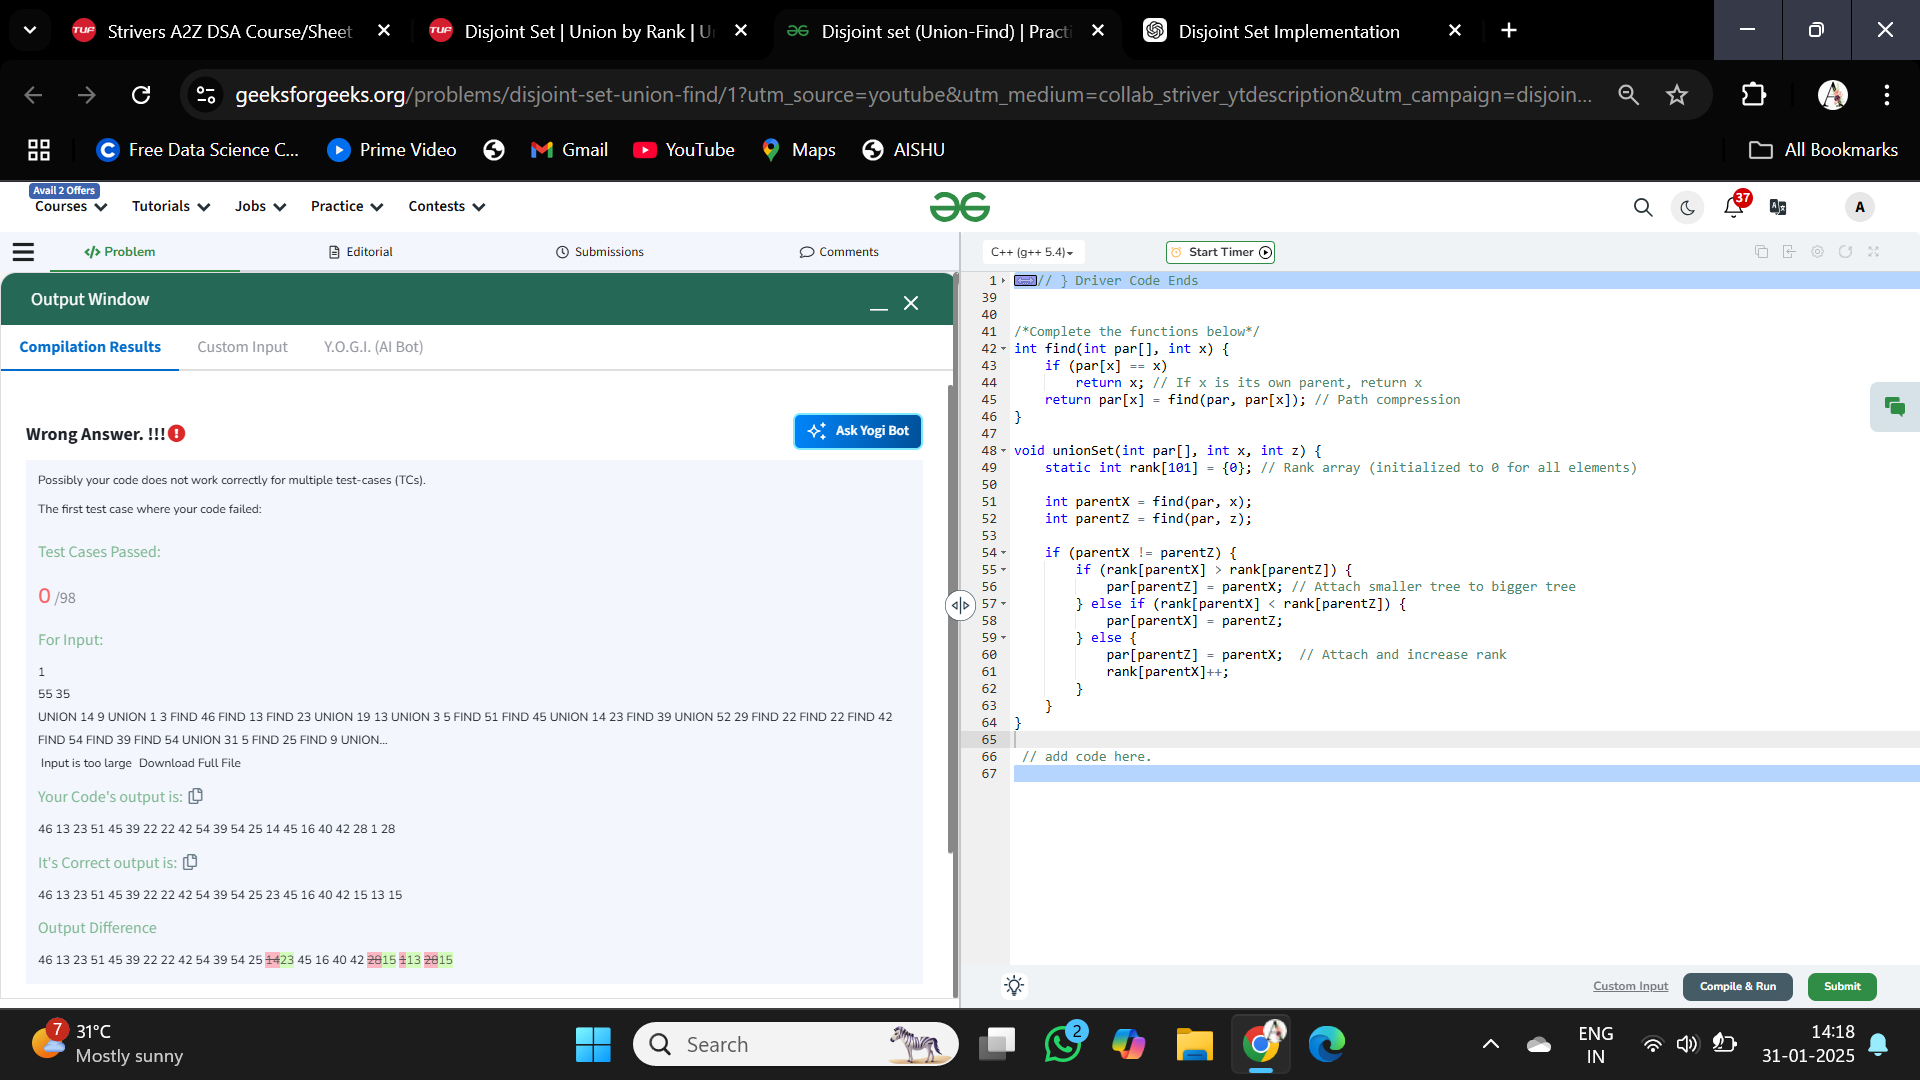 Strivers A2Z DSA Course/Sheet
Disjoint Set | Union by Rank | U
Disjoint set (Union-Find) | Practi
Disjoint Set Implementation
geeksforgeeks.org/problems/disjoint-set-union-find/1?utm_source=youtube&utm_medium=collab_striver_ytdescription&utm_campaign=disjoin...
Free Data Science C...
Prime Video
Gmail
YouTube
Maps
AISHU
All Bookmarks
Avail 2 Offers
Courses
Tutorials
Jobs
Practice
Contests
37
A
</> Problem
Editorial
Submissions
Comments
C++ (g++ 5.4)
Start Timer
Output Window
Compilation Results
Custom Input
Y.O.G.I. (AI Bot)
Wrong Answer. !!!
Ask Yogi Bot
Possibly your code does not work correctly for multiple test-cases (TCs).
The first test case where your code failed:
Test Cases Passed:
0 /98
For Input:
1
55 35
UNION 14 9 UNION 1 3 FIND 46 FIND 13 FIND 23 UNION 19 13 UNION 3 5 FIND 51 FIND 45 UNION 14 23 FIND 39 UNION 52 29 FIND 22 FIND 22 FIND 42
FIND 54 FIND 39 FIND 54 UNION 31 5 FIND 25 FIND 9 UNION...
Input is too large Download Full File
Your Code's output is:
46 13 23 51 45 39 22 22 42 54 39 54 25 14 45 16 40 42 28 1 28
It's Correct output is:
46 13 23 51 45 39 22 22 42 54 39 54 25 23 45 16 40 42 15 13 15
Output Difference
46 13 23 51 45 39 22 22 42 54 39 54 25 1423 45 16 40 42 2815 113 2815
1 // } Driver Code Ends
39
40
41 /*Complete the functions below*/
42 int find(int par[], int x) {
43 if (par[x] == x)
44 return x; // If x is its own parent, return x
45 return par[x] = find(par, par[x]); // Path compression
46 }
47
48 void unionSet(int par[], int x, int z) {
49 static int rank[101] = {0}; // Rank array (initialized to 0 for all elements)
50
51 int parentX = find(par, x);
52 int parentZ = find(par, z);
53
54 if (parentX != parentZ) {
55 if (rank[parentX] > rank[parentZ]) {
56 par[parentZ] = parentX; // Attach smaller tree to bigger tree
57 } else if (rank[parentX] < rank[parentZ]) {
58 par[parentX] = parentZ;
59 } else {
60 par[parentZ] = parentX; // Attach and increase rank
61 rank[parentX]++;
62 }
63 }
64 }
65
66 // add code here.
67
Custom Input
Compile & Run
Submit
7
31°C
Mostly sunny
Search
2
ENG
IN
14:18
31-01-2025